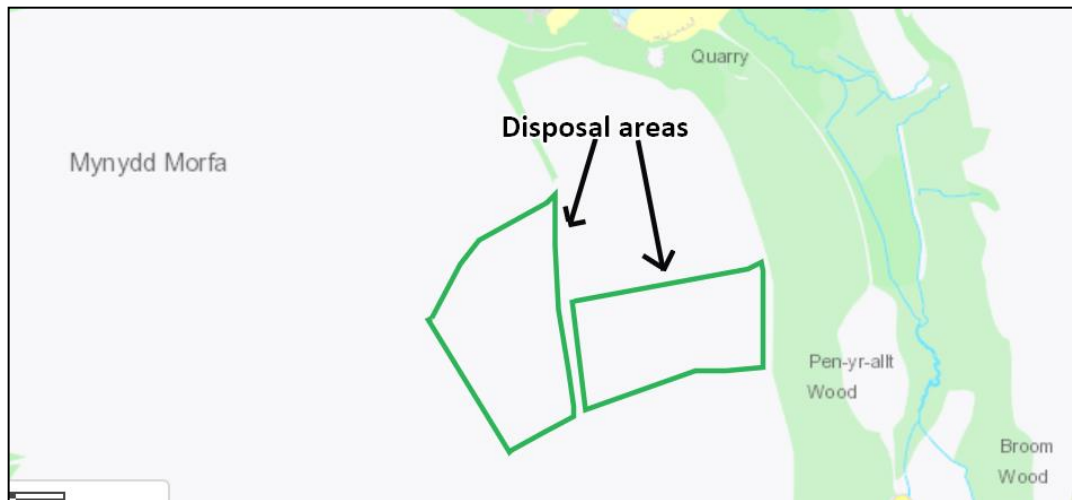 Quarry
Disposal areas
Mynydd Morfa
Pen-yr-allt
Wood
Broom
Wood